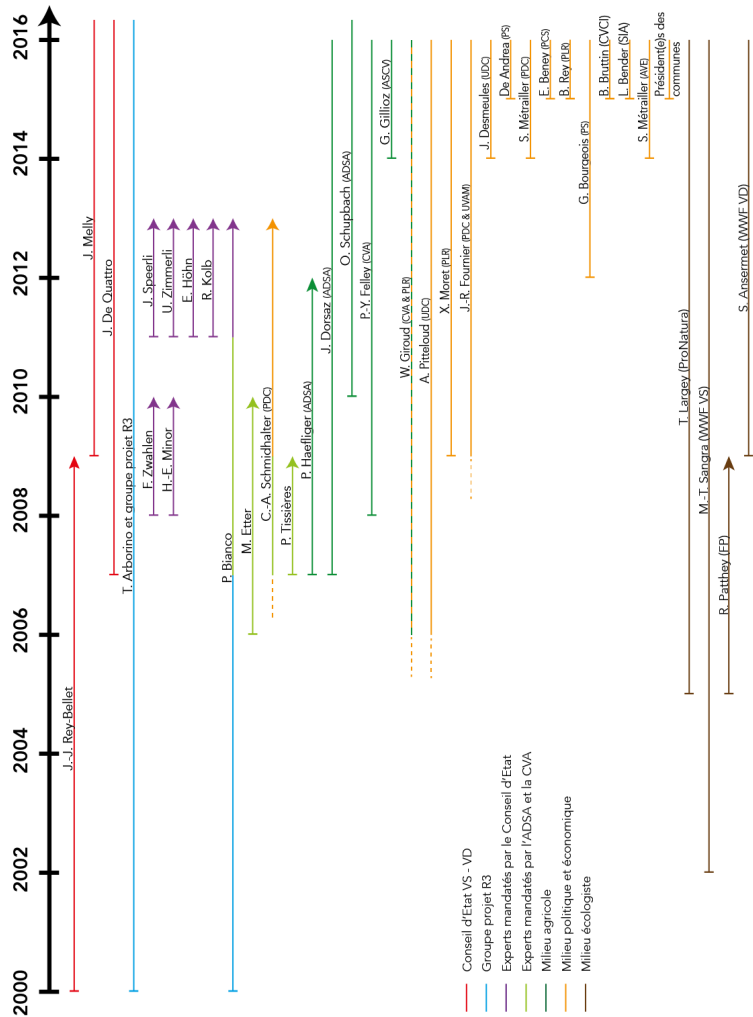 2000
2002
2004
2006
2008
2010
2012
2014
2016
J.-J. Rey-Bellet
J. Melly
J. De Quattro
T. Arborino et groupe projet R3
F. Zwahlen
J. Speerli
H.-E. Minor
U. Zimmerli
E. Höhn
R. Kolb
P. Bianco
M. Etter
C.-A. Schmidhalter (PDC)
P. Tissières
P. Haefliger (ADSA)
J. Dorsaz (ADSA)
O. Schupbach (ADSA)
P.-Y. Felley (CVA)
G. Gillioz (ASCV)
W. Giroud (CVA & PLR)
A. Pitteloud (UDC)
X. Moret (PLR)
J.-R. Fournier (PDC & UVAM)
J. Desmeules (UDC)
De Andrea (PS)
S. Métrailler (PDC)
E. Beney (PCS)
B. Rey (PLR)
G. Bourgeois (PS)
B. Bruttin (CVCI)
L. Bender (SIA)
S. Métrailler (AVE)
Président(e)s des
communes
T. Largey (ProNatura)
M.-T. Sangra (WWF VS)
R. Patthey (FP)
S. Ansermet (WWF VD)
Conseil d'Etat VS - VD
Groupe projet R3
Experts mandatés par le Conseil d'Etat
Experts mandatés par l'ADSA et la CVA
Milieu agricole
Milieu politique et économique
Milieu écologiste